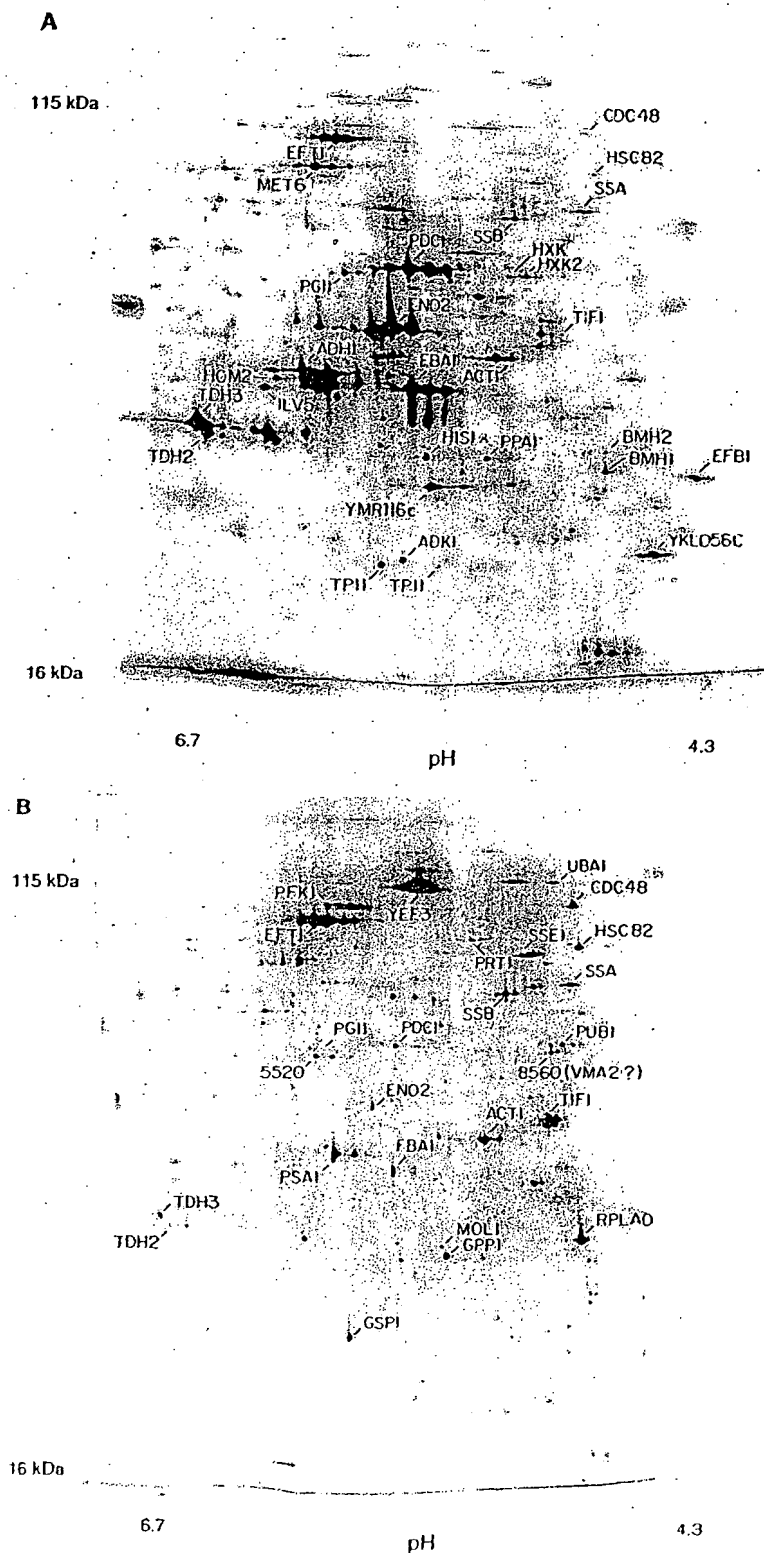 A
115 kDa
CDC48
EFT1
HSC82
MET6
SSA
SSB
PDC1
HXK
HXK2
PGI1
ENO2
TIF1
ADH1
FBA1
HOM2
ACT1
TDH3
ILV5
HIS1 & PPA1
BMH2
BMH1
EFB1
TDH2
YMR116c
ADK1
YKL056C
TPI1
TPI1
16 kDa
6.7
4.3
pH
B
115 kDa
UBA1
CDC48
PFK1
YEF3
EFT1
SSE1
HSC82
PRT1
SSA
SSB
PGI1
PDC1
PUB1
5520
8560 (VMA2?)
ENO2
TIF1
ACT1
FBA1
PSA1
TDH3
RPLA0
TDH2
MOL1
GPP1
GSP1
16 kDa
6.7
4.3
pH